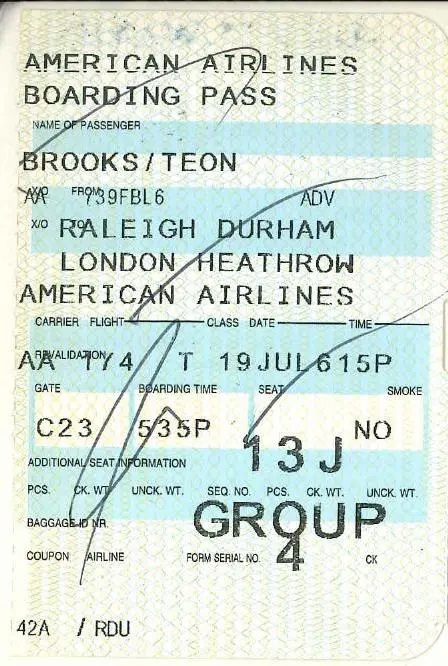 AMERICAN AIRLINES
BOARDING PASS
NAME OF PASSENGER
BROOKS/TEON
X/O FROM
AA 739FBL6 ADV
X/O TO
RALEIGH DURHAM
LONDON HEATHROW
AMERICAN AIRLINES
CARRIER FLIGHT CLASS DATE TIME
REVALIDATION
AA 174 T 19JUL615P
GATE BOARDING TIME SEAT SMOKE
C23 535P NO
13J
ADDITIONAL SEAT INFORMATION
PCS. CK. WT. UNCK. WT. SEQ. NO. PCS. CK. WT. UNCK. WT.
BAGGAGE ID NR.
GROUP
4
COUPON AIRLINE FORM SERIAL NO. CK
42A / RDU